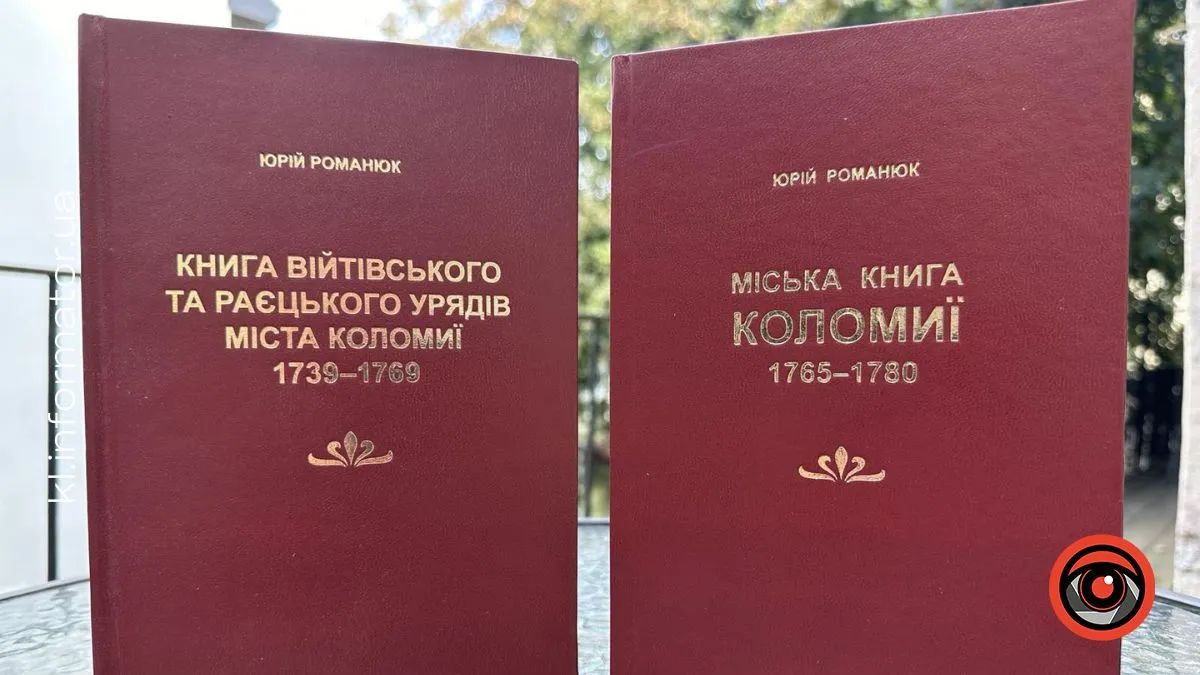 ЮРІЙ РОМАНЮК
КНИГА ВІЙТІВСЬКОГО
ТА РАЄЦЬКОГО УРЯДІВ
МІСТА КОЛОМИЇ
1739–1769
ЮРІЙ РОМАНЮК
МІСЬКА КНИГА
КОЛОМИЇ
1765–1780
kl.informator.ua